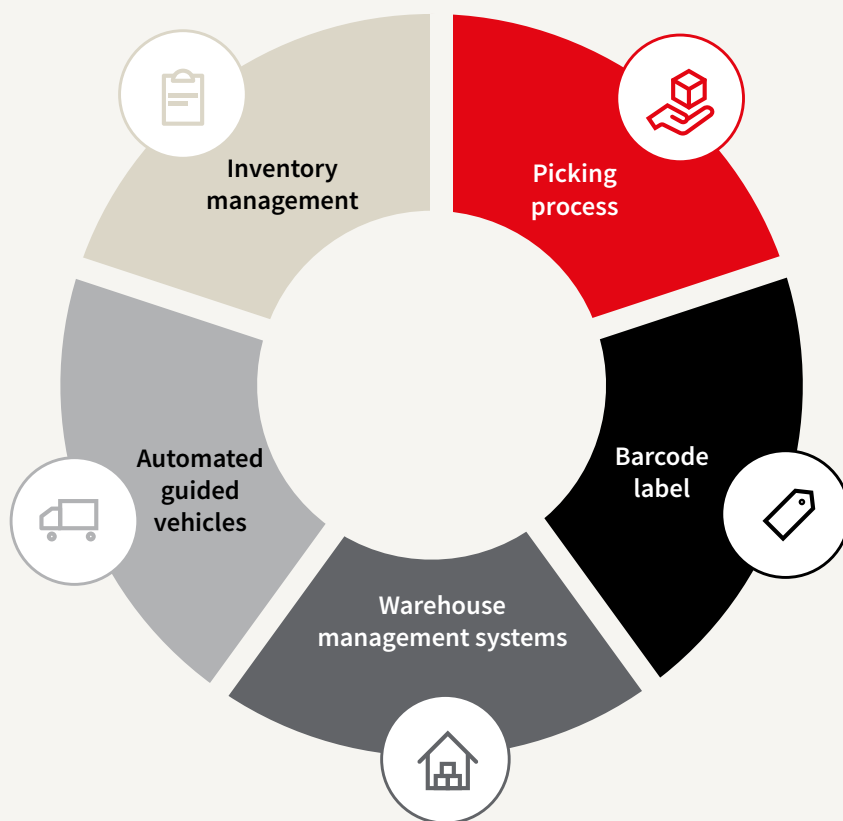 Inventory
management
Picking
process
Automated
guided
vehicles
Barcode
label
Warehouse
management systems